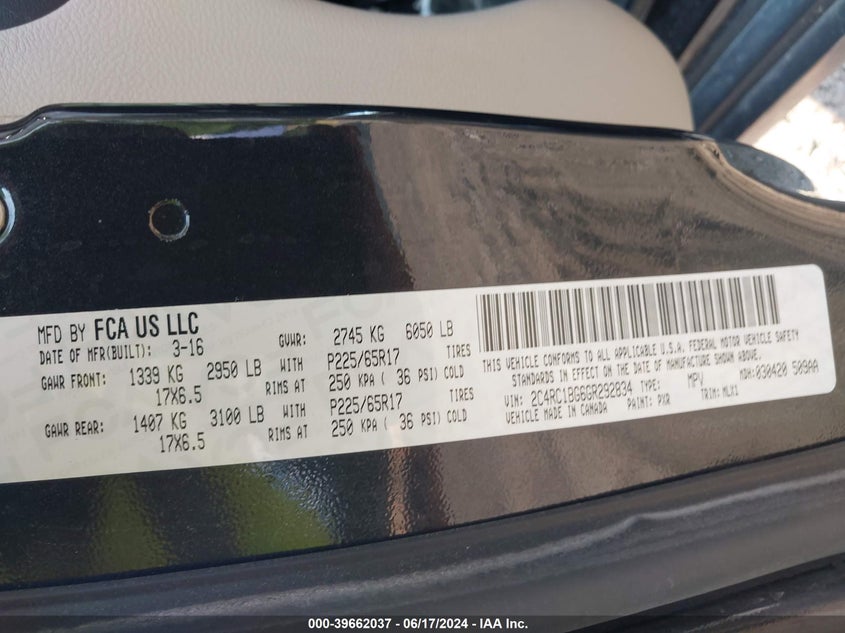 MFD BY FCA US LLC
DATE OF MFR(BUILT): 3-16 GVWR: 2745 KG 6050 LB
GAWR FRONT: 1339 KG 2950 LB WITH P225/65R17 TIRES
17X6.5 RIMS AT 250 KPA ( 36 PSI) COLD
GAWR REAR: 1407 KG 3100 LB WITH P225/65R17 TIRES
17X6.5 RIMS AT 250 KPA ( 36 PSI) COLD
THIS VEHICLE CONFORMS TO ALL APPLICABLE U.S.A. FEDERAL MOTOR VEHICLE SAFETY
STANDARDS IN EFFECT ON THE DATE OF MANUFACTURE SHOWN ABOVE.
VIN: 2C4RC1BG6GR292834 TYPE: MPV MDH: 030420 509AA
VEHICLE MADE IN CANADA PAINT: PXR TRIM: MLX1
000-39662037 - 06/17/2024 - IAA Inc.